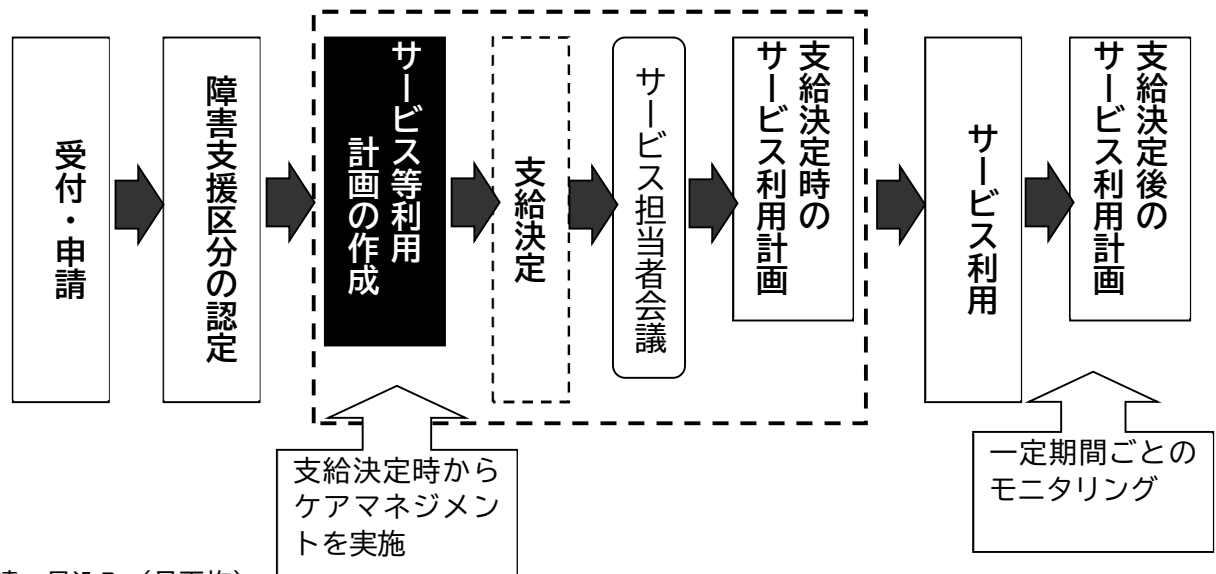 受付・申請
障害支援区分の認定
サービス等利用
計画の作成
支給決定
サービス担当者会議
支給決定時の
サービス利用計画
サービス利用
支給決定後の
サービス利用計画
支給決定時から
ケアマネジメン
トを実施
一定期間ごとの
モニタリング